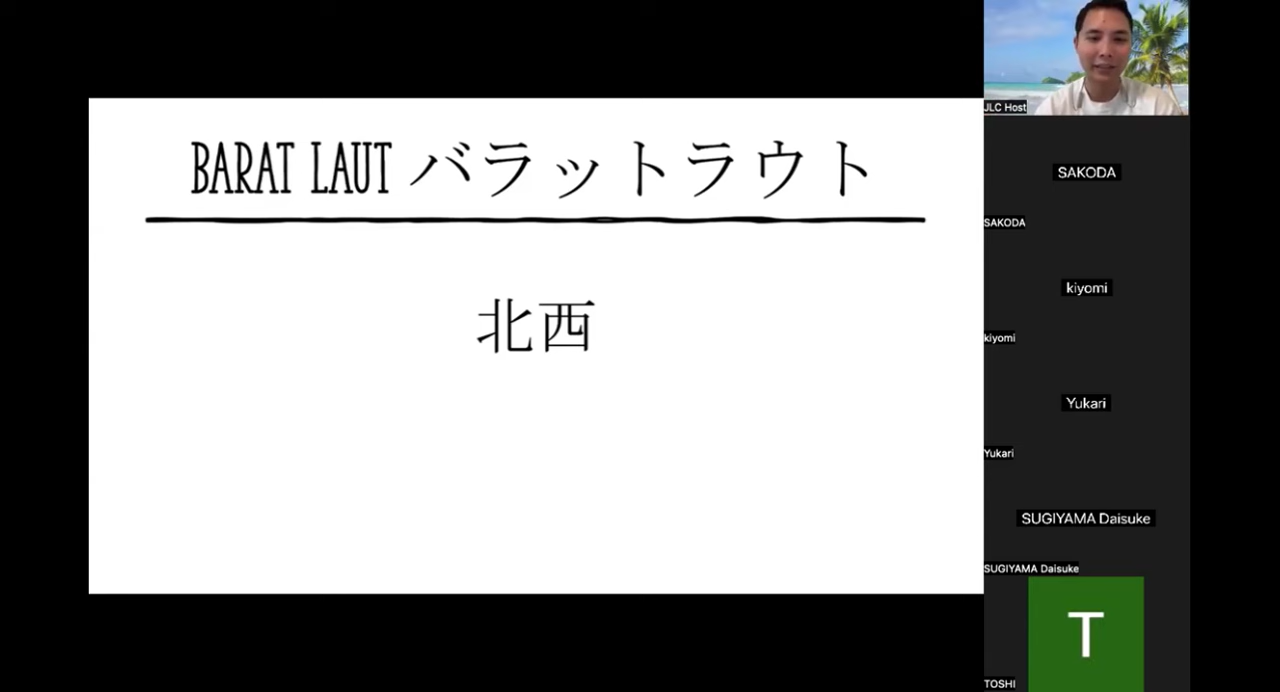 BARAT LAUT バラットラウト
北西
JLC Host
SAKODA
SAKODA
kiyomi
kiyomi
Yukari
Yukari
SUGIYAMA Daisuke
SUGIYAMA Daisuke
T
TOSHI